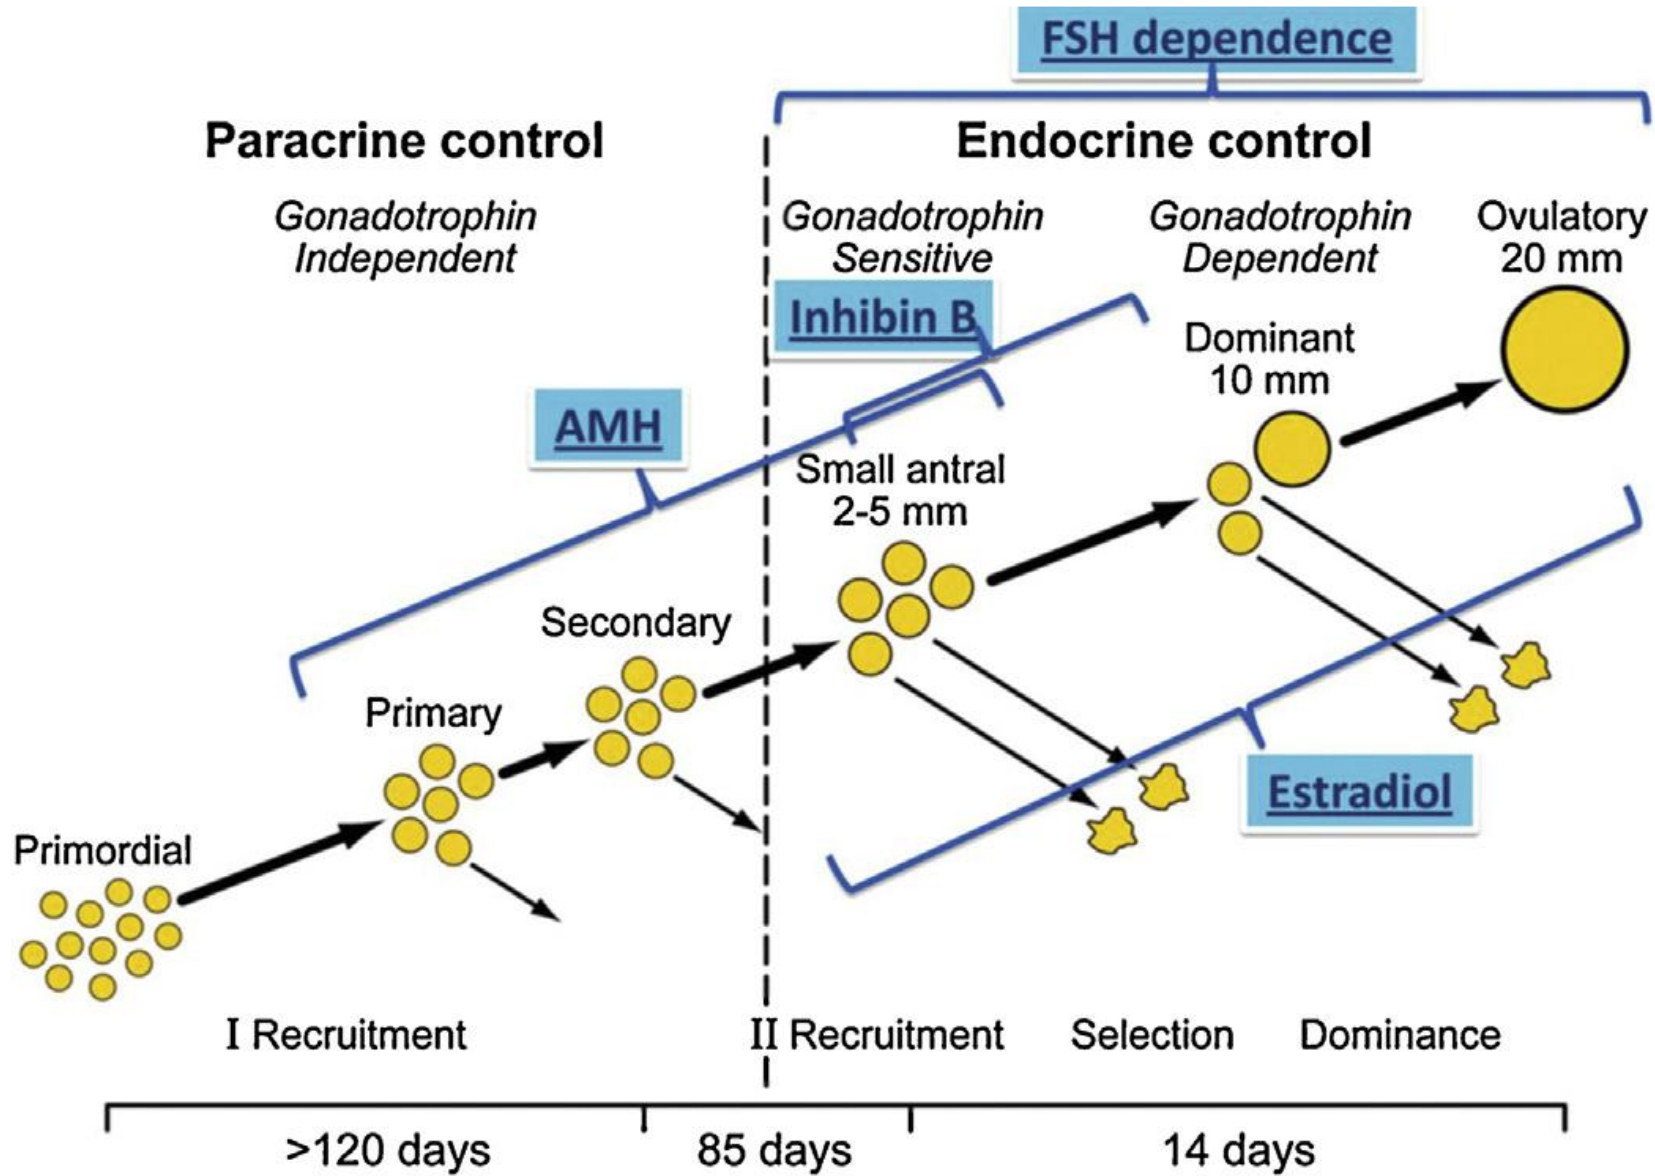 FSH dependence
Paracrine control
Endocrine control
Gonadotrophin
Independent
Gonadotrophin
Sensitive
Gonadotrophin
Dependent
Ovulatory
20 mm
Inhibin B
Dominant
10 mm
AMH
Small antral
2-5 mm
Secondary
Primary
Estradiol
Primordial
I Recruitment
II Recruitment
Selection
Dominance
>120 days
85 days
14 days